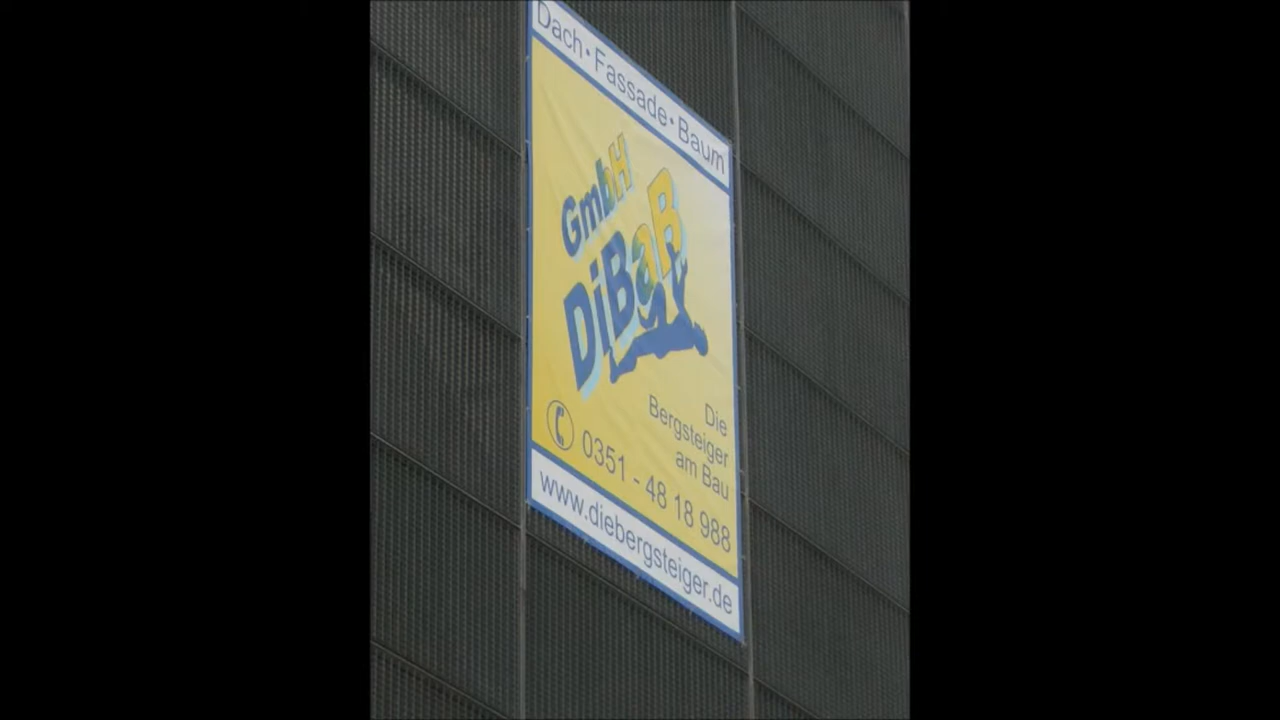 Dach · Fassade · Baum
GmbH
DiBaB
Die
Bergsteiger
am Bau
0351 - 48 18 988
www.diebergsteiger.de